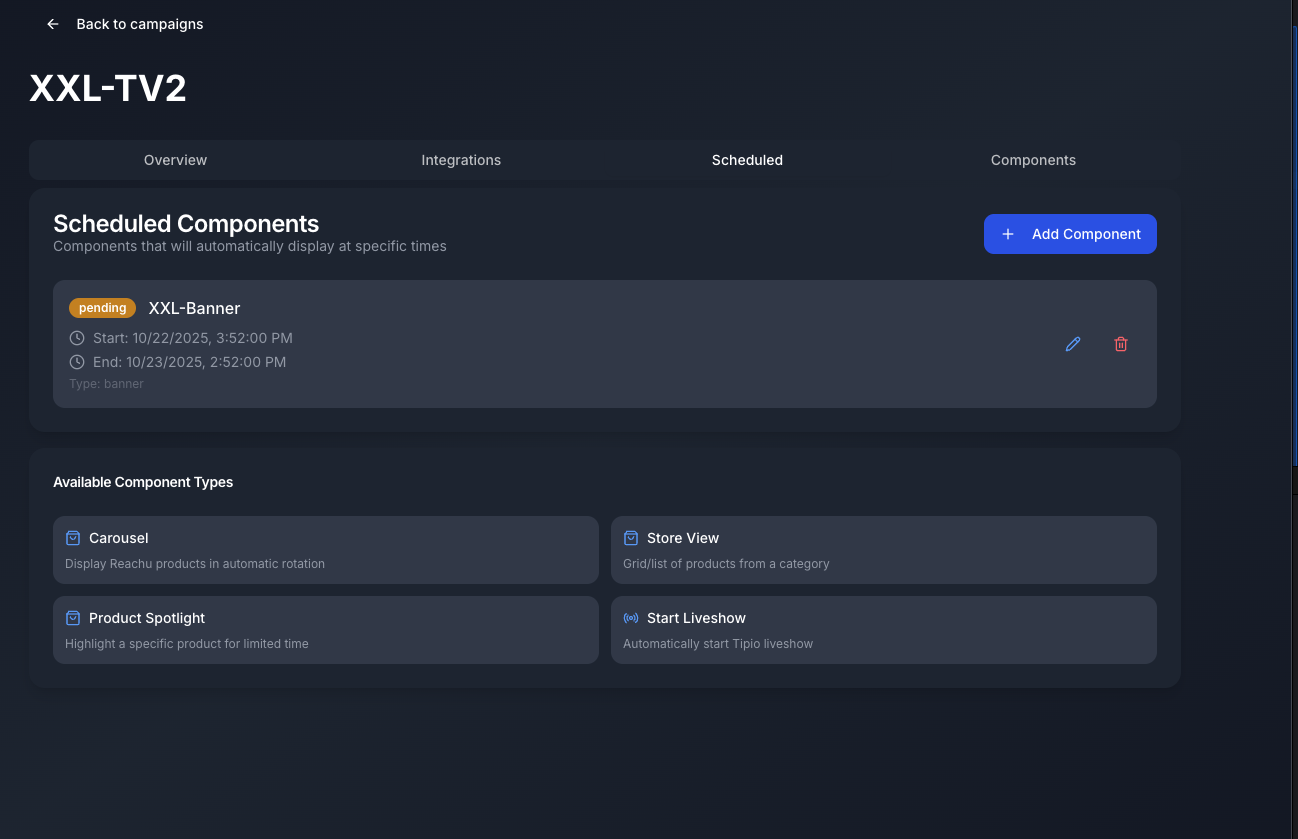 Back to campaigns
XXL-TV2
Overview Integrations Scheduled Components
Scheduled Components
Components that will automatically display at specific times
Add Component
pending XXL-Banner
Start: 10/22/2025, 3:52:00 PM
End: 10/23/2025, 2:52:00 PM
Type: banner
Available Component Types
Carousel
Display Reachu products in automatic rotation
Store View
Grid/list of products from a category
Product Spotlight
Highlight a specific product for limited time
Start Liveshow
Automatically start Tipio liveshow